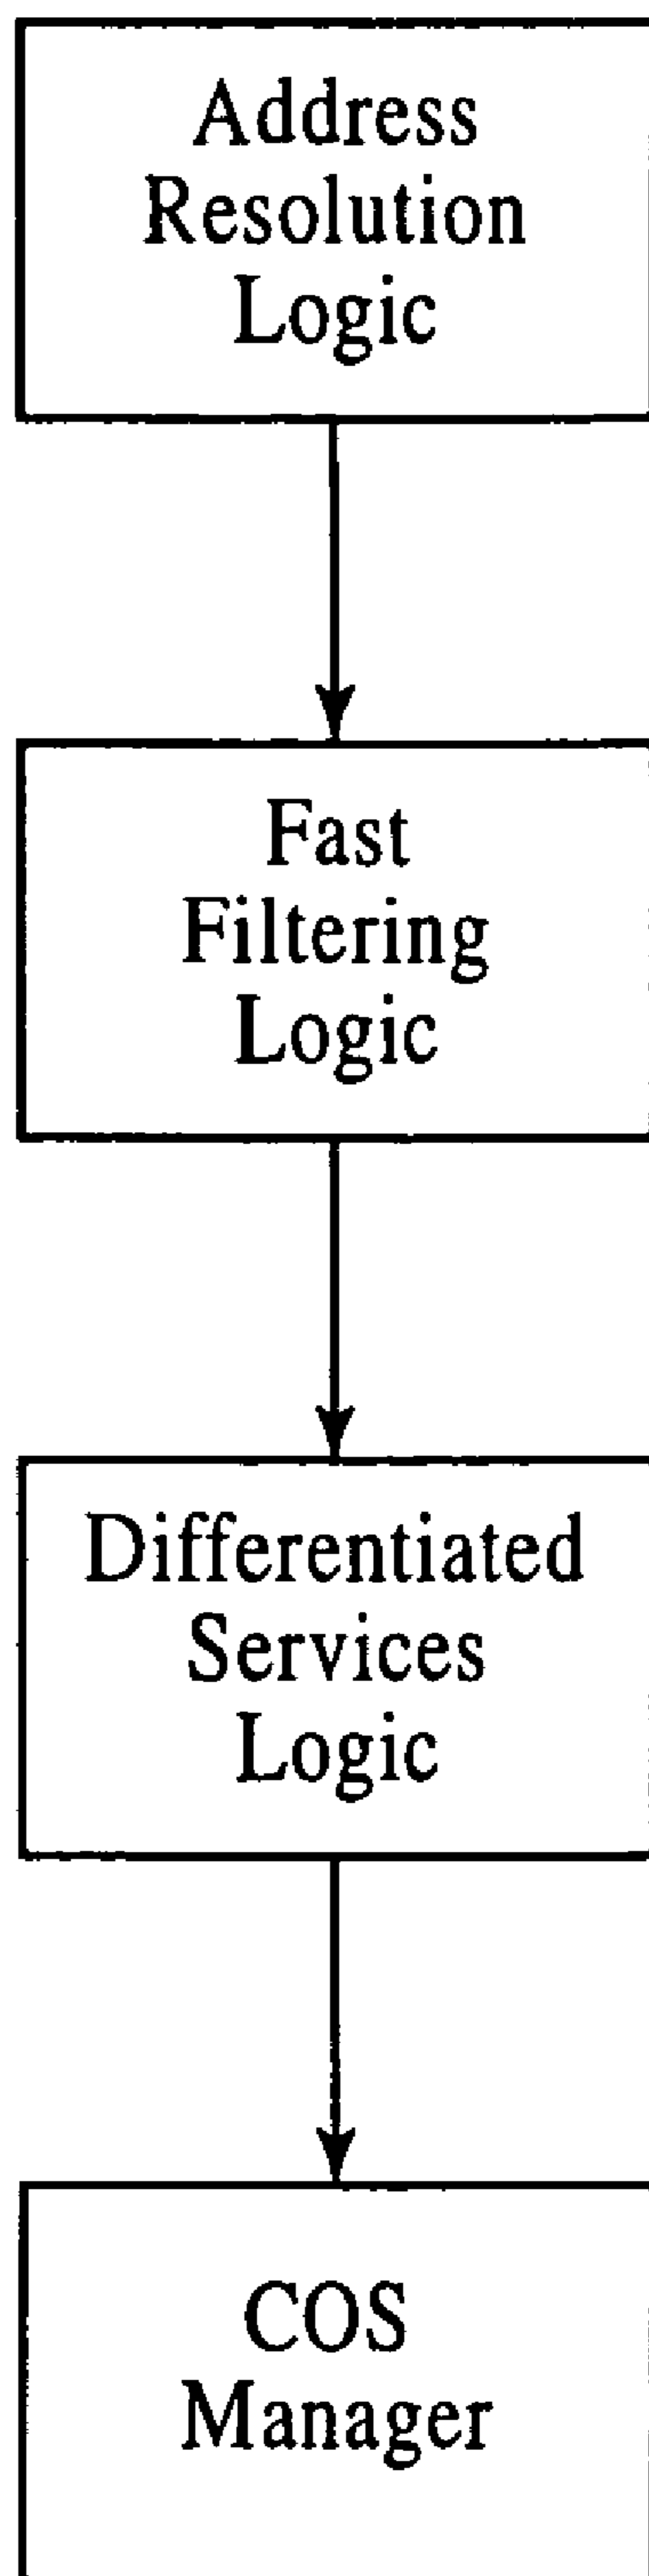 Address
Resolution
Logic
Fast
Filtering
Logic
Differentiated
Services
Logic
COS
Manager